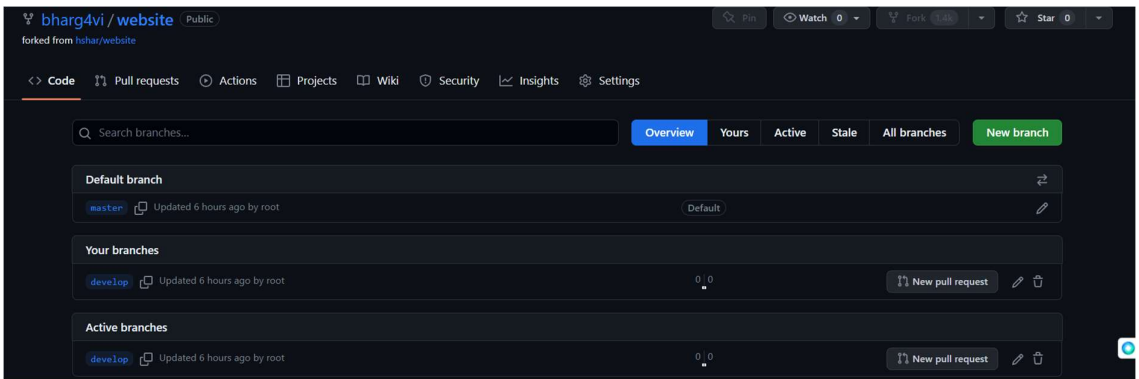 bharg4vi / website Public
Pin Watch 0 Fork 1.4k Star 0
forked from hshar/website
<> Code Pull requests Actions Projects Wiki Security Insights Settings
Search branches... Overview Yours Active Stale All branches New branch
Default branch
master Updated 6 hours ago by root Default
Your branches
develop Updated 6 hours ago by root 0 0 New pull request
Active branches
develop Updated 6 hours ago by root 0 0 New pull request